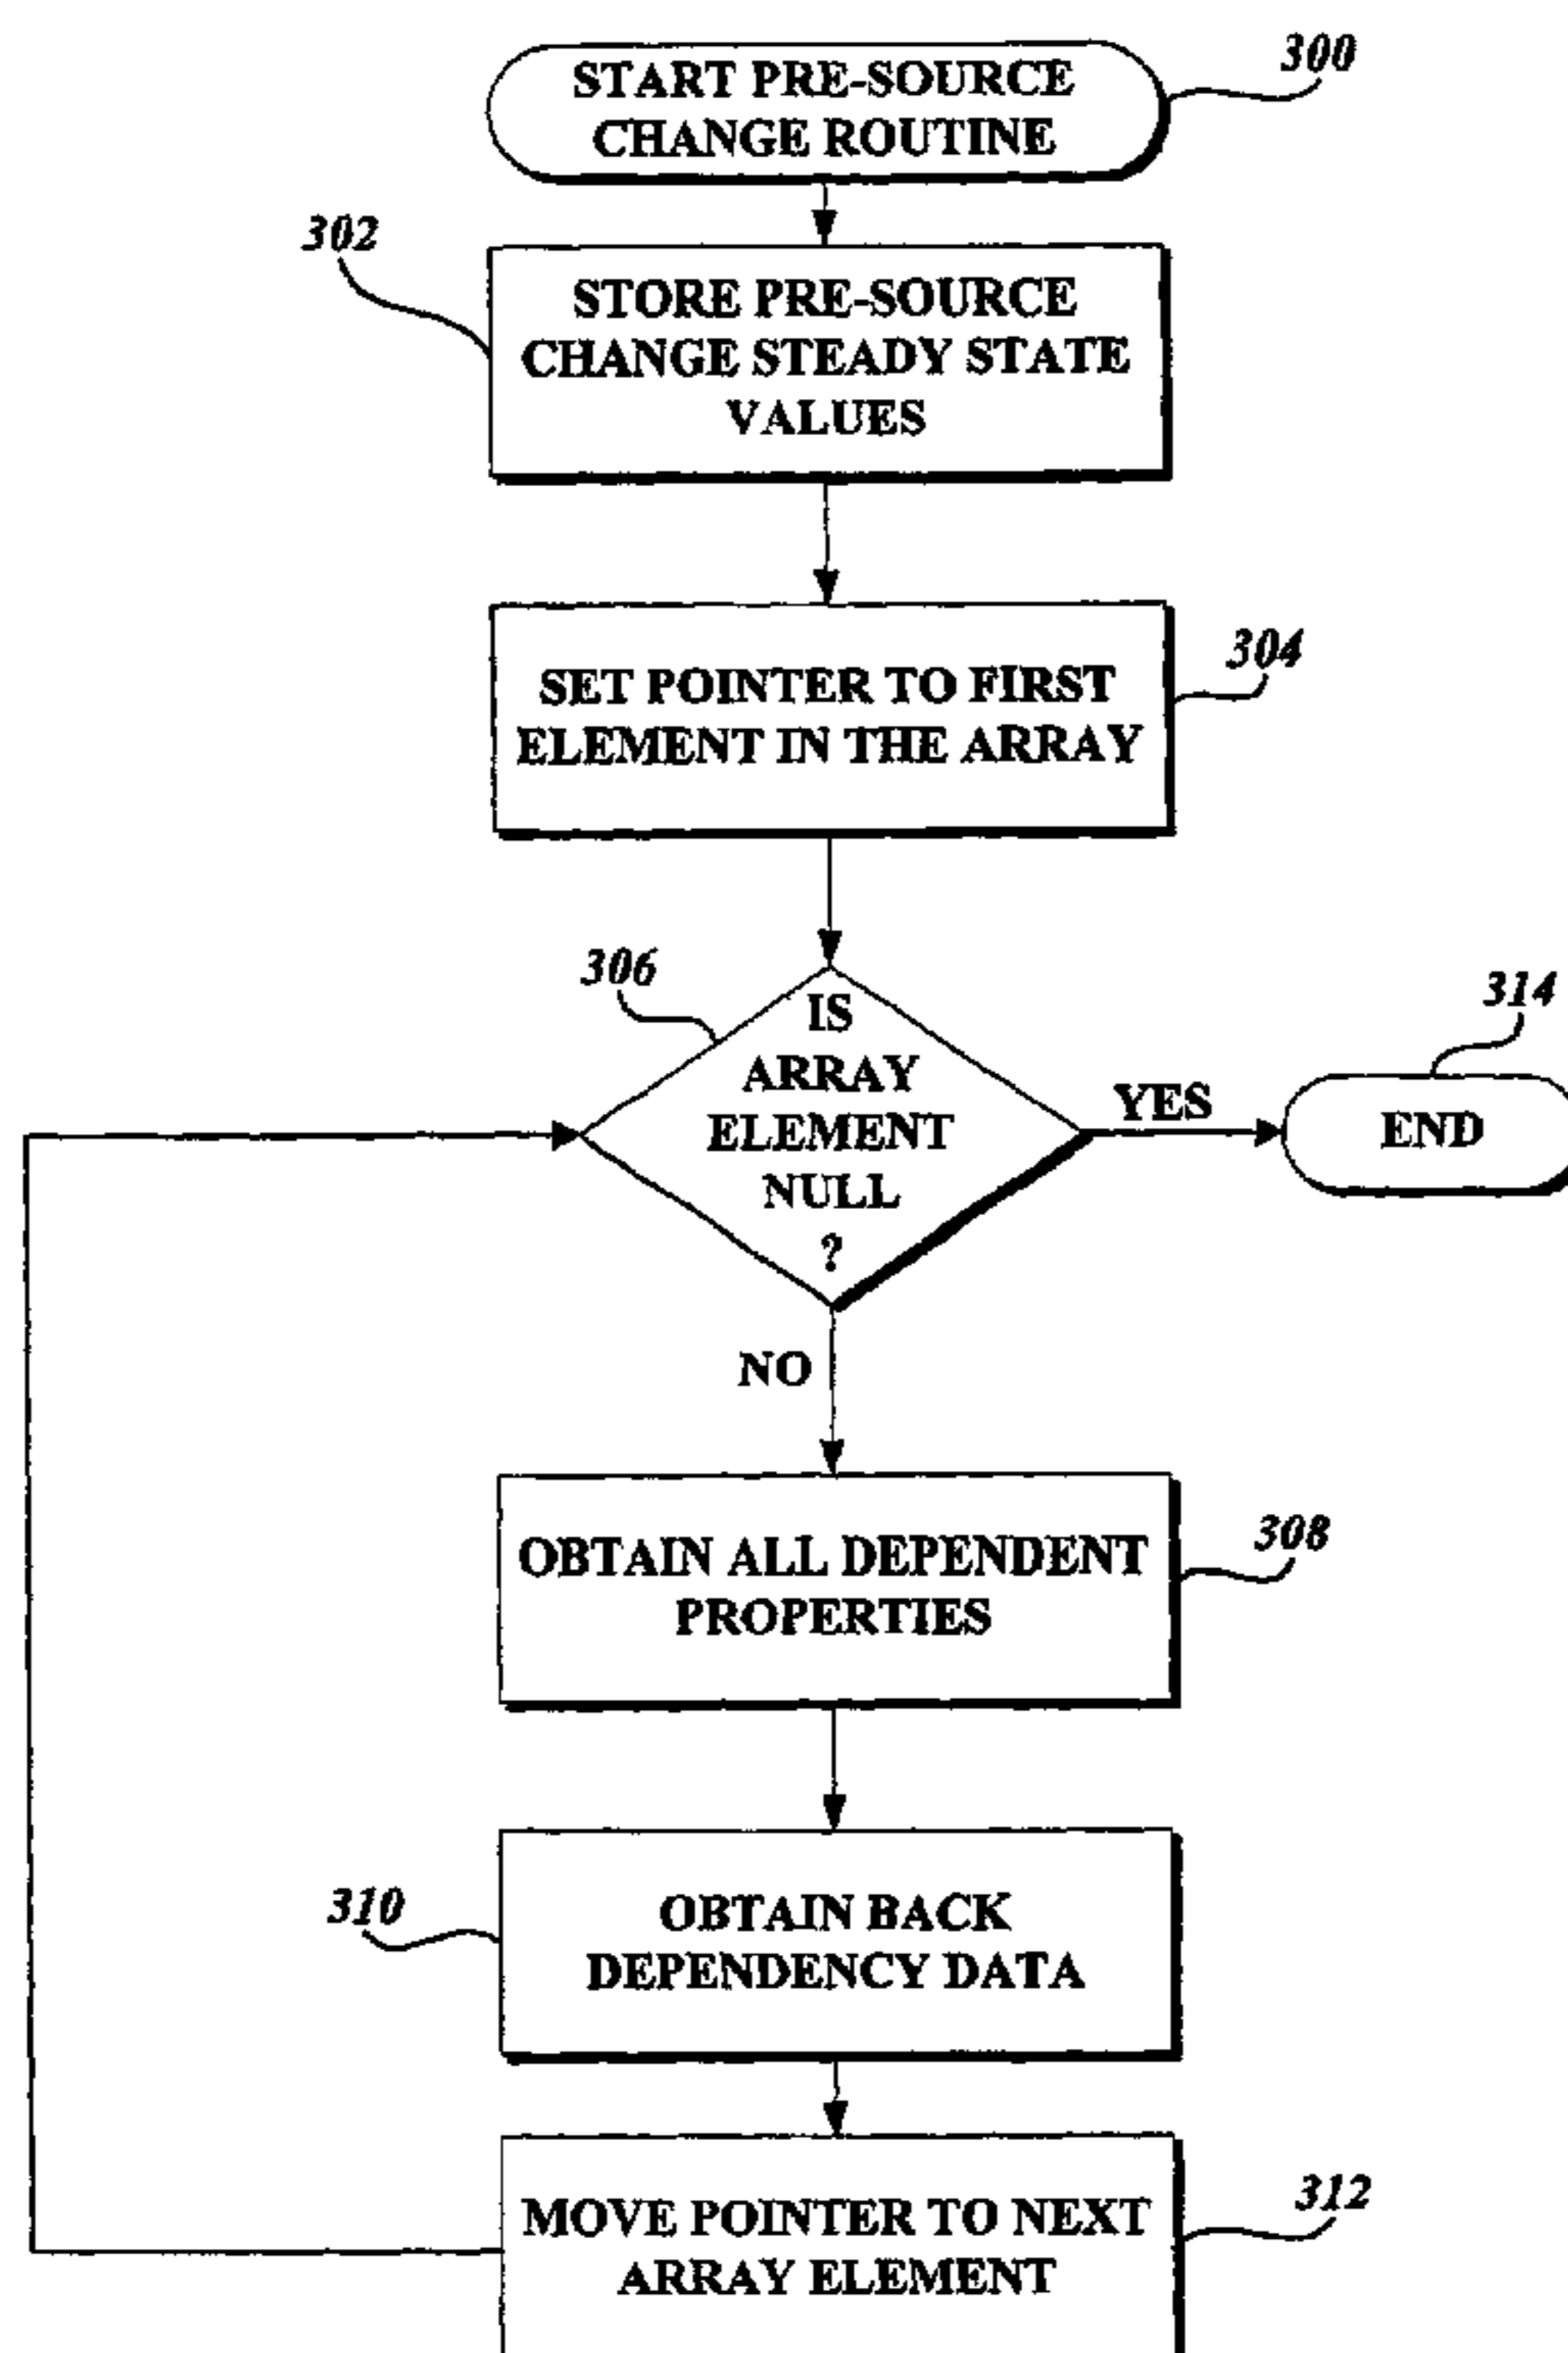 300
START PRE-SOURCE
CHANGE ROUTINE
302
STORE PRE-SOURCE
CHANGE STEADY STATE
VALUES
304
SET POINTER TO FIRST
ELEMENT IN THE ARRAY
306
IS
ARRAY
ELEMENT
NULL
?
YES
314
END
NO
308
OBTAIN ALL DEPENDENT
PROPERTIES
310
OBTAIN BACK
DEPENDENCY DATA
312
MOVE POINTER TO NEXT
ARRAY ELEMENT